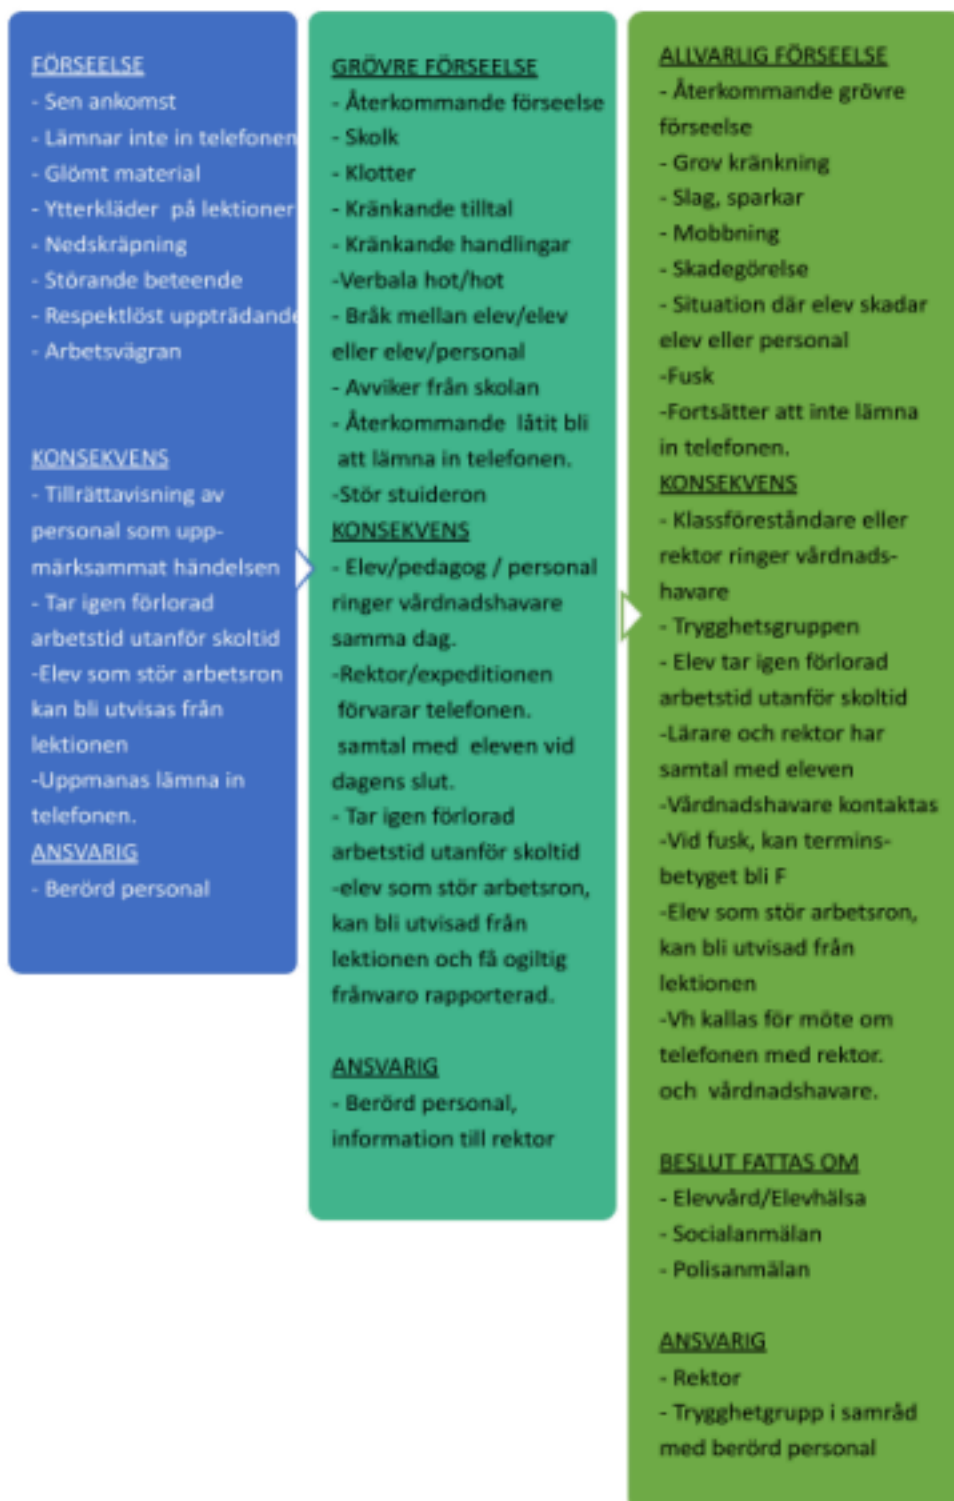 FÖRSEELSE
- Sen ankomst
- Lämnar inte in telefonen
- Glömt material
- Ytterkläder på lektioner
- Nedskräpning
- Störande beteende
- Respektlöst uppträdande
- Arbetsvägran
KONSEKVENS
- Tillrättavisning av
personal som upp-
märksammat händelsen
- Tar igen förlorad
arbetstid utanför skoltid
-Elev som stör arbetsron
kan bli utvisas från
lektionen
-Uppmanas lämna in
telefonen.
ANSVARIG
- Berörd personal
GRÖVRE FÖRSEELSE
- Återkommande förseelse
- Skolk
- Klotter
- Kränkande tilltal
- Kränkande handlingar
-Verbala hot/hot
- Bråk mellan elev/elev
eller elev/personal
- Avviker från skolan
- Återkommande låtit bli
att lämna in telefonen.
-Stör stuideron
KONSEKVENS
- Elev/pedagog / personal
ringer vårdnadshavare
samma dag.
-Rektor/expeditionen
förvarar telefonen.
samtal med eleven vid
dagens slut.
- Tar igen förlorad
arbetstid utanför skoltid
-elev som stör arbetsron,
kan bli utvisad från
lektionen och få ogiltig
frånvaro rapporterad.
ANSVARIG
- Berörd personal,
information till rektor
ALLVARLIG FÖRSEELSE
- Återkommande grövre
förseelse
- Grov kränkning
- Slag, sparkar
- Mobbning
- Skadegörelse
- Situation där elev skadar
elev eller personal
-Fusk
-Fortsätter att inte lämna
in telefonen.
KONSEKVENS
- Klassföreståndare eller
rektor ringer vårdnads-
havare
- Trygghetsgruppen
- Elev tar igen förlorad
arbetstid utanför skoltid
-Lärare och rektor har
samtal med eleven
-Vårdnadshavare kontaktas
-Vid fusk, kan termins-
betyget bli F
-Elev som stör arbetsron,
kan bli utvisad från
lektionen
-Vh kallas för möte om
telefonen med rektor.
och vårdnadshavare.
BESLUT FATTAS OM
- Elevvård/Elevhälsa
- Socialanmälan
- Polisanmälan
ANSVARIG
- Rektor
- Trygghetgrupp i samråd
med berörd personal